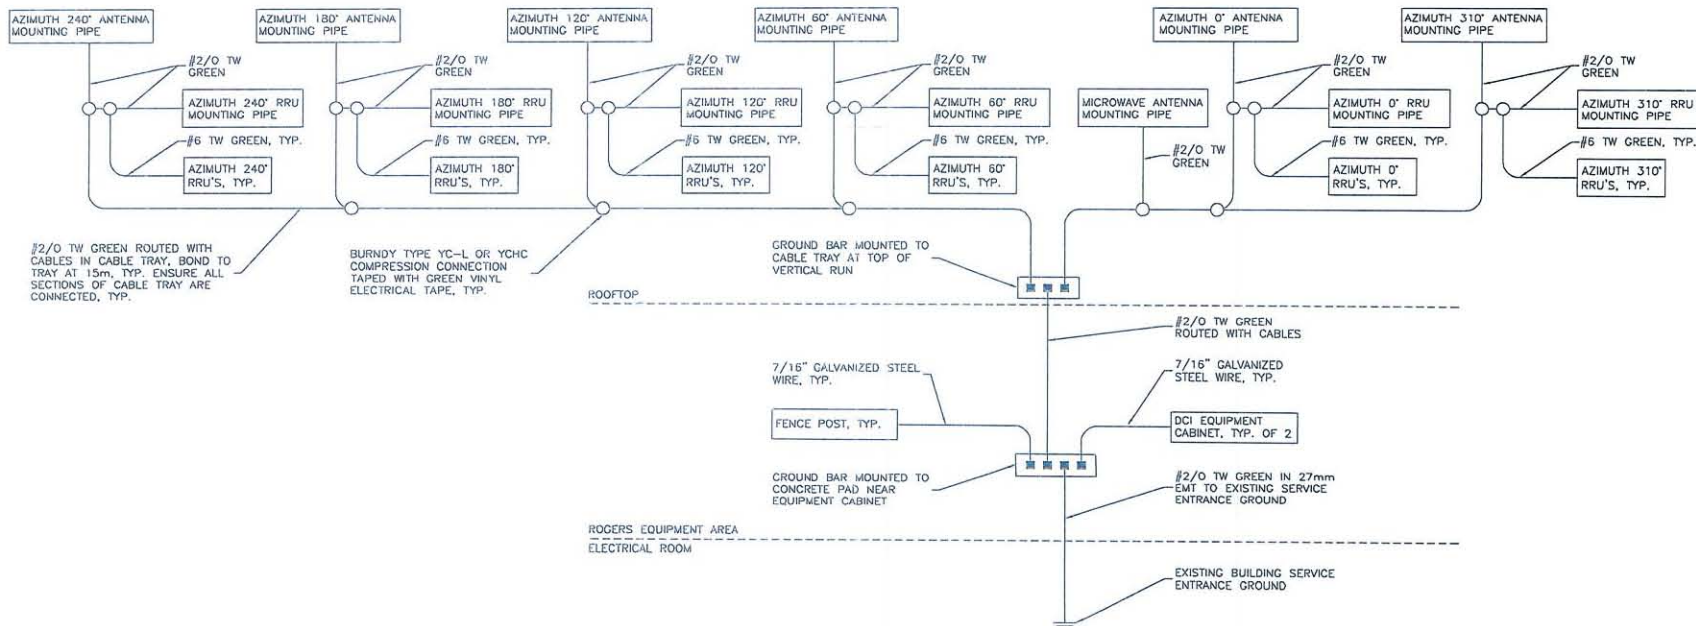 AZIMUTH 240° ANTENNA
MOUNTING PIPE
AZIMUTH 180° ANTENNA
MOUNTING PIPE
AZIMUTH 120° ANTENNA
MOUNTING PIPE
AZIMUTH 60° ANTENNA
MOUNTING PIPE
AZIMUTH 0° ANTENNA
MOUNTING PIPE
AZIMUTH 310° ANTENNA
MOUNTING PIPE
#2/0 TW
GREEN
#2/0 TW
GREEN
#2/0 TW
GREEN
#2/0 TW
GREEN
#2/0 TW
GREEN
#2/0 TW
GREEN
AZIMUTH 240° RRU
MOUNTING PIPE
AZIMUTH 180° RRU
MOUNTING PIPE
AZIMUTH 120° RRU
MOUNTING PIPE
AZIMUTH 60° RRU
MOUNTING PIPE
MICROWAVE ANTENNA
MOUNTING PIPE
AZIMUTH 0° RRU
MOUNTING PIPE
AZIMUTH 310° RRU
MOUNTING PIPE
#6 TW GREEN, TYP.
#6 TW GREEN, TYP.
#6 TW GREEN, TYP.
#6 TW GREEN, TYP.
#2/0 TW
GREEN
#6 TW GREEN, TYP.
#6 TW GREEN, TYP.
AZIMUTH 240°
RRU'S, TYP.
AZIMUTH 180°
RRU'S, TYP.
AZIMUTH 120°
RRU'S, TYP.
AZIMUTH 60°
RRU'S, TYP.
AZIMUTH 0°
RRU'S, TYP.
AZIMUTH 310°
RRU'S, TYP.
#2/0 TW GREEN ROUTED WITH
CABLES IN CABLE TRAY, BOND TO
TRAY AT 15m, TYP. ENSURE ALL
SECTIONS OF CABLE TRAY ARE
CONNECTED, TYP.
BURNDY TYPE YC-L OR YCHC
COMPRESSION CONNECTION
TAPED WITH GREEN VINYL
ELECTRICAL TAPE, TYP.
GROUND BAR MOUNTED TO
CABLE TRAY AT TOP OF
VERTICAL RUN
ROOFTOP
#2/0 TW GREEN
ROUTED WITH CABLES
7/16" GALVANIZED STEEL
WIRE, TYP.
7/16" GALVANIZED
STEEL WIRE, TYP.
FENCE POST, TYP.
DCI EQUIPMENT
CABINET, TYP. OF 2
GROUND BAR MOUNTED TO
CONCRETE PAD NEAR
EQUIPMENT CABINET
#2/0 TW GREEN IN 27mm
EMT TO EXISTING SERVICE
ENTRANCE GROUND
ROGERS EQUIPMENT AREA
ELECTRICAL ROOM
EXISTING BUILDING SERVICE
ENTRANCE GROUND